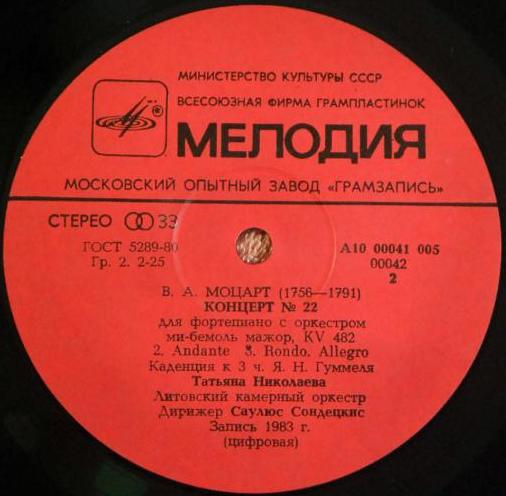 МИНИСТЕРСТВО КУЛЬТУРЫ СССР
ВСЕСОЮЗНАЯ ФИРМА ГРАМПЛАСТИНОК
МЕЛОДИЯ
МОСКОВСКИЙ ОПЫТНЫЙ ЗАВОД «ГРАМЗАПИСЬ»
СТЕРЕО 33
ГОСТ 5289-80
Гр. 2. 2-25
А10 00041 005
00042
2
В. А. МОЦАРТ (1756—1791)
КОНЦЕРТ № 22
для фортепиано с оркестром
ми-бемоль мажор, KV 482
2. Andante 3. Rondo. Allegro
Каденция к 3 ч. Я. Н. Гуммеля
Татьяна Николаева
Литовский камерный оркестр
Дирижер Саулюс Сондецкис
Запись 1983 г.
(цифровая)